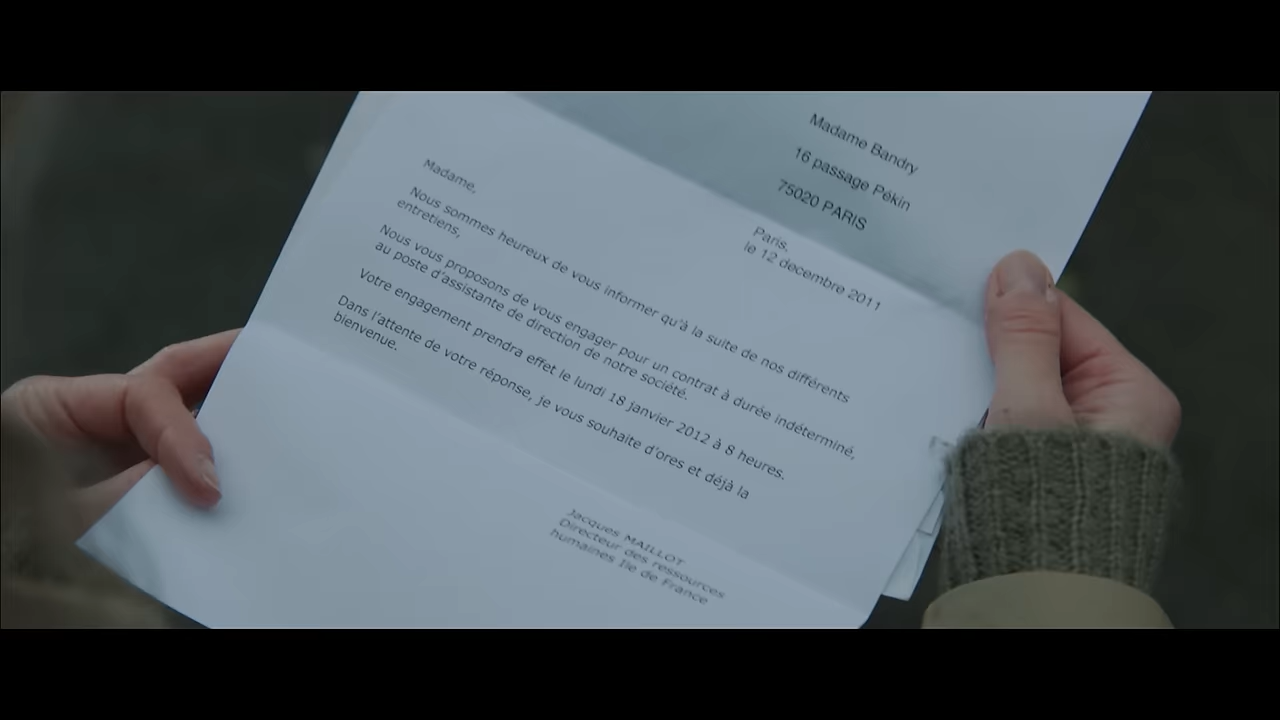 Madame Bandry
16 passage Pékin
75020 PARIS
Paris,
le 12 decembre 2011
Madame,
Nous sommes heureux de vous informer qu'à la suite de nos différents
entretiens,
Nous vous proposons de vous engager pour un contrat à durée indéterminé,
au poste d'assistante de direction de notre société.
Votre engagement prendra effet le lundi 18 janvier 2012 à 8 heures.
Dans l'attente de votre réponse, je vous souhaite d'ores et déjà la
bienvenue.
Jacques MAILLOT
Directeur des ressources
humaines Ile de France